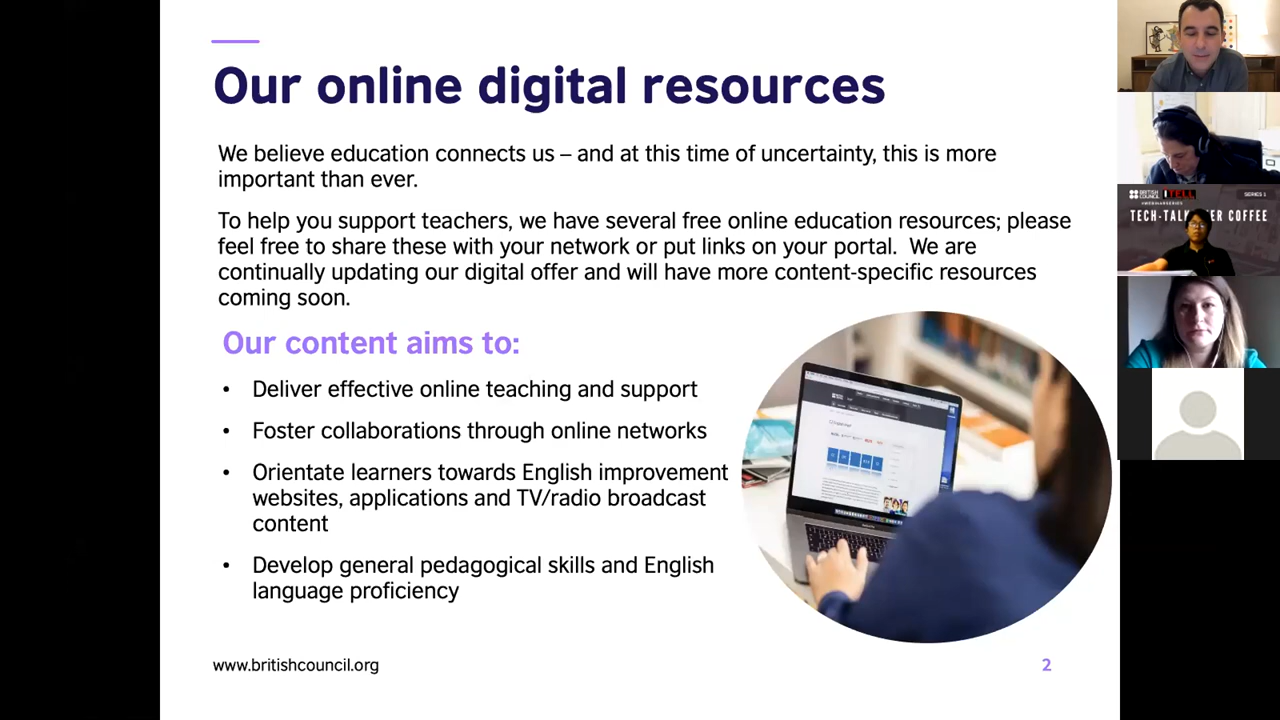 Our online digital resources
We believe education connects us – and at this time of uncertainty, this is more
important than ever.
To help you support teachers, we have several free online education resources; please
feel free to share these with your network or put links on your portal.  We are
continually updating our digital offer and will have more content-specific resources
coming soon.
Our content aims to:
• Deliver effective online teaching and support
• Foster collaborations through online networks
• Orientate learners towards English improvement
websites, applications and TV/radio broadcast
content
• Develop general pedagogical skills and English
language proficiency
www.britishcouncil.org
2
BRITISH
COUNCIL
SERIES 1
TECH-TALK
ER COFFEE